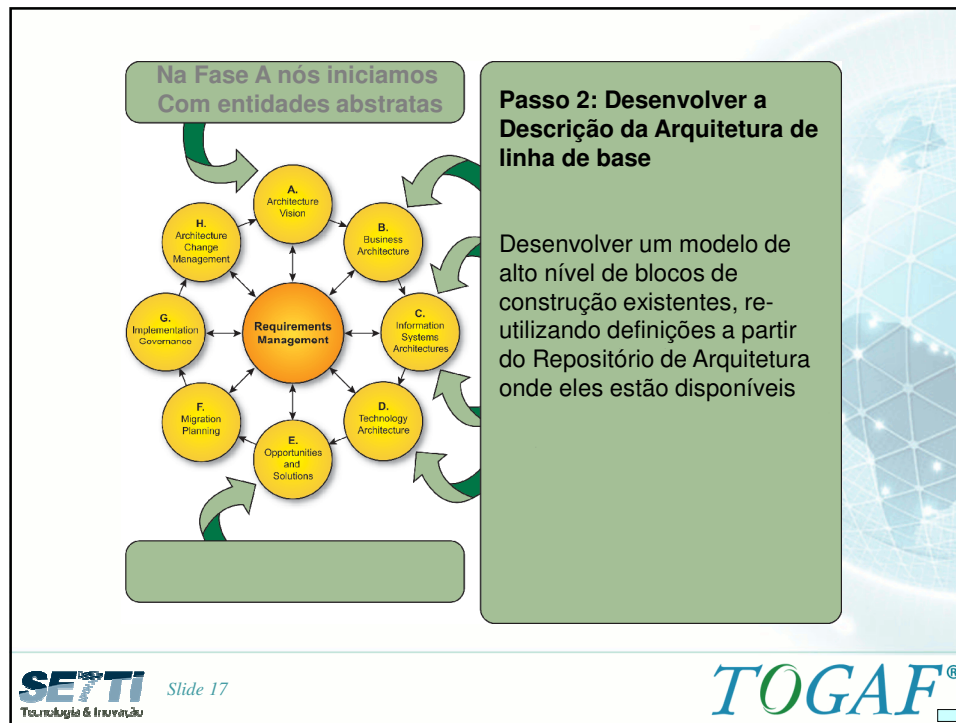 Na Fase A nós iniciamos
Com entidades abstratas
Passo 2: Desenvolver a
Descrição da Arquitetura de
linha de base
Desenvolver um modelo de
alto nível de blocos de
construção existentes, re-
utilizando definições a partir
do Repositório de Arquitetura
onde eles estão disponíveis
A.
Architecture
Vision
B.
Business
Architecture
C.
Information
Systems
Architectures
D.
Technology
Architecture
E.
Opportunities
and
Solutions
F.
Migration
Planning
G.
Implementation
Governance
H.
Architecture
Change
Management
Requirements
Management
Tecnologia & Inovação
Slide 17
TOGAF®